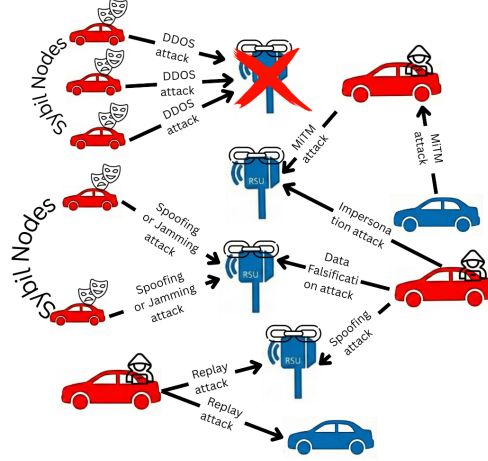 Sybil Nodes
DDOS
attack
DDOS
attack
DDOS
attack
MiTM
attack
MiTM
attack
RSU
Sybil Nodes
Spoofing
or Jamming
attack
Spoofing
or Jamming
attack
RSU
Impersona
tion attack
Data
Falsificati
on attack
Spoofing
attack
RSU
Replay
attack
Replay
attack